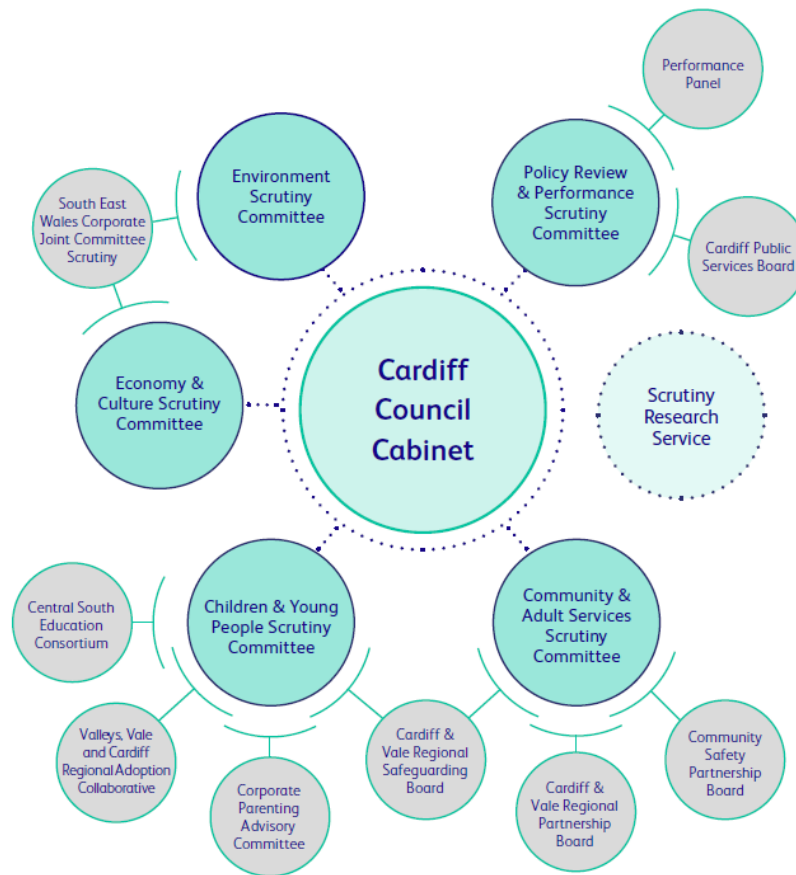 Performance
Panel
Environment
Scrutiny
Committee
Policy Review
& Performance
Scrutiny
Committee
South East
Wales Corporate
Joint Committee
Scrutiny
Cardiff Public
Services Board
Cardiff
Council
Cabinet
Economy &
Culture Scrutiny
Committee
Scrutiny
Research
Service
Children & Young
People Scrutiny
Committee
Community &
Adult Services
Scrutiny
Committee
Central South
Education
Consortium
Valleys, Vale
and Cardiff
Regional Adoption
Collaborative
Corporate
Parenting
Advisory
Committee
Cardiff &
Vale Regional
Safeguarding
Board
Cardiff &
Vale Regional
Partnership
Board
Community
Safety
Partnership
Board